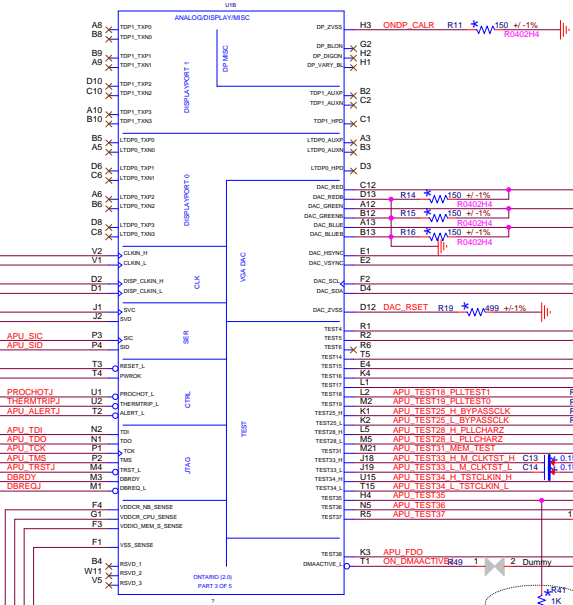 U1B
ANALOG/DISPLAY/MISC
A8 TDP1_TXP0 DP_ZVSS H3 ONDP_CALR R11 * 150 +/-1%
R0402H4
B8 TDP1_TXN0
DP_BLON G2
B9 TDP1_TXP1 DP_DIGON H2
A9 TDP1_TXN1 DP_VARY_BL H1
DP MISC
DISPLAYPORT 1
D10 TDP1_TXP2 TDP1_AUXP B2
C10 TDP1_TXN2 TDP1_AUXN C2
A10 TDP1_TXP3 TDP1_HPD C1
B10 TDP1_TXN3
B5 LTDP0_TXP0 LTDP0_AUXP A3
A5 LTDP0_TXN0 LTDP0_AUXN B3
D6 LTDP0_TXP1 LTDP0_HPD D3
C6 LTDP0_TXN1
DISPLAYPORT 0
DAC_RED C12
A6 LTDP0_TXP2 DAC_REDB D13 R14 * 150 +/-1%
R0402H4
B6 LTDP0_TXN2 DAC_GREEN A12
DAC_GREENB B12 R15 * 150 +/-1%
R0402H4
D8 LTDP0_TXP3 DAC_BLUE A13
C8 LTDP0_TXN3 DAC_BLUEB B13 R16 * 150 +/-1%
R0402H4
V2 CLKIN_H DAC_HSYNC E1
V1 CLKIN_L DAC_VSYNC E2
CLK
VGA DAC
D2 DISP_CLKIN_H DAC_SCL F2
D1 DISP_CLKIN_L DAC_SDA D4
J1 SVC DAC_ZVSS D12 DAC_RSET R19 * 499 +/-1%
J2 SVD
SER
TEST4 R1
APU_SIC P3 SIC TEST5 R2
APU_SID P4 SID TEST6 R6
TEST14 T5
T3 RESET_L TEST15 E4
T4 PWROK TEST16 K4
TEST17 L1
CTRL
PROCHOTJ U1 PROCHOT_L TEST18 L2 APU_TEST18_PLLTEST1
THERMTRIPJ U2 THERMTRIP_L TEST19 M2 APU_TEST19_PLLTEST0
APU_ALERTJ T2 ALERT_L TEST25_H K1 APU_TEST25_H_BYPASSCLK
TEST25_L K2 APU_TEST25_L_BYPASSCLK
TEST
APU_TDI N2 TDI TEST28_H L5 APU_TEST28_H_PLLCHARZ
APU_TDO N1 TDO TEST28_L M5 APU_TEST28_L_PLLCHARZ
APU_TCK P1 TCK TEST31 M21 APU_TEST31_MEM_TEST
JTAG
APU_TMS P2 TMS TEST33_H J18 APU_TEST33_H_M_CLKTST_H C13 0.1
APU_TRSTJ M4 TRST_L TEST33_L J19 APU_TEST33_L_M_CLKTST_L C14 0.1
DBRDY M3 DBRDY TEST34_H U15 APU_TEST34_H_TSTCLKIN_H
DBREQJ M1 DBREQ_L TEST34_L T15 APU_TEST34_L_TSTCLKIN_L
TEST35 H4 APU_TEST35
F4 VDDCR_NB_SENSE TEST36 N5 APU_TEST36
G1 VDDCR_CPU_SENSE TEST37 R5 APU_TEST37 1
F3 VDDIO_MEM_S_SENSE
F1 VSS_SENSE
TEST38 K3 APU_FDO
B4 RSVD_1 DMAACTIVE_L T1 ON_DMAACTIVE R49 1 2 Dummy
W11 RSVD_2
V5 RSVD_3
ONTARIO (2.0)
PART 3 OF 5
?
* R41
1K